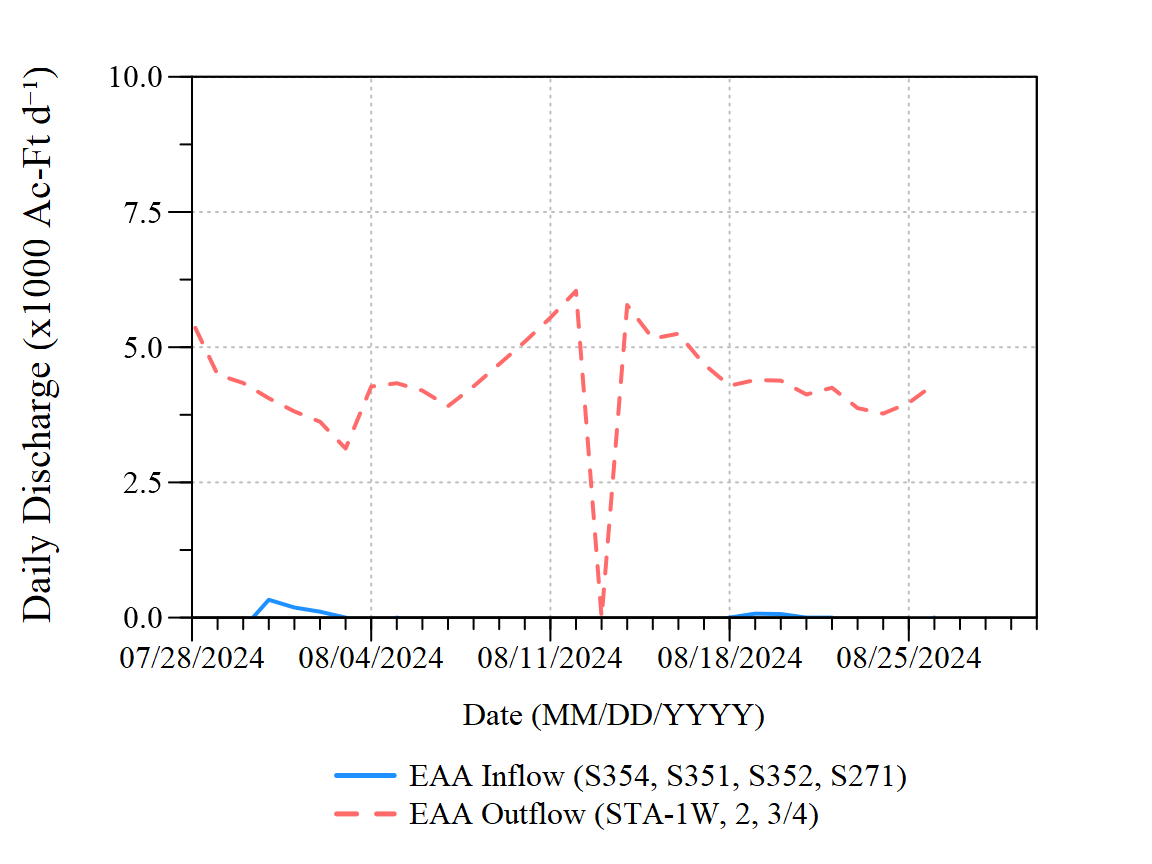 Daily Discharge (x1000 Ac-Ft d⁻¹)
10.0
7.5
5.0
2.5
0.0
07/28/2024 08/04/2024 08/11/2024 08/18/2024 08/25/2024
Date (MM/DD/YYYY)
EAA Inflow (S354, S351, S352, S271)
EAA Outflow (STA-1W, 2, 3/4)